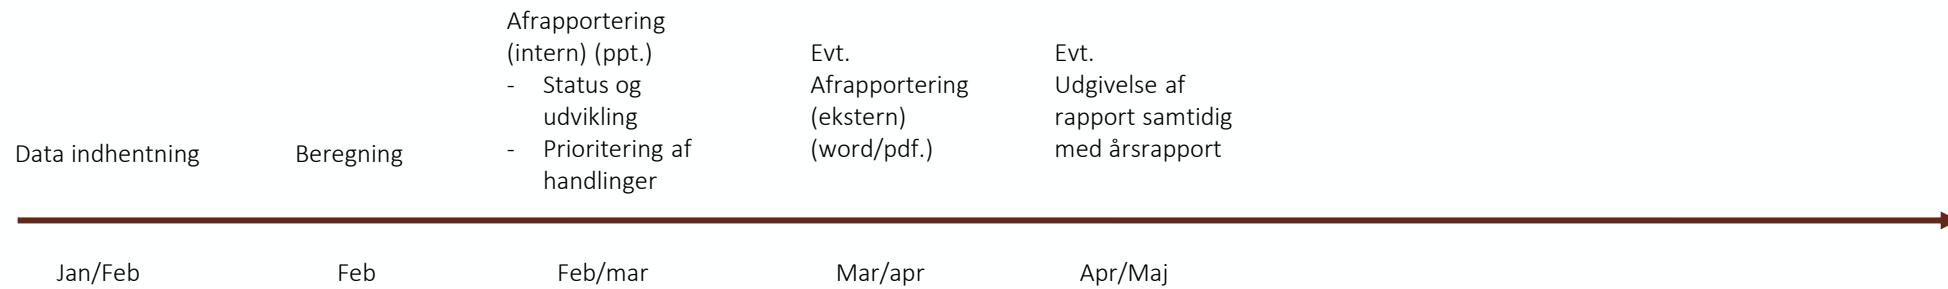 Data indhentning
Beregning
Afrapportering
(intern) (ppt.)
- Status og
udvikling
- Prioritering af
handlinger
Evt.
Afrapportering
(ekstern)
(word/pdf.)
Evt.
Udgivelse af
rapport samtidig
med årsrapport
Jan/Feb
Feb
Feb/mar
Mar/apr
Apr/Maj